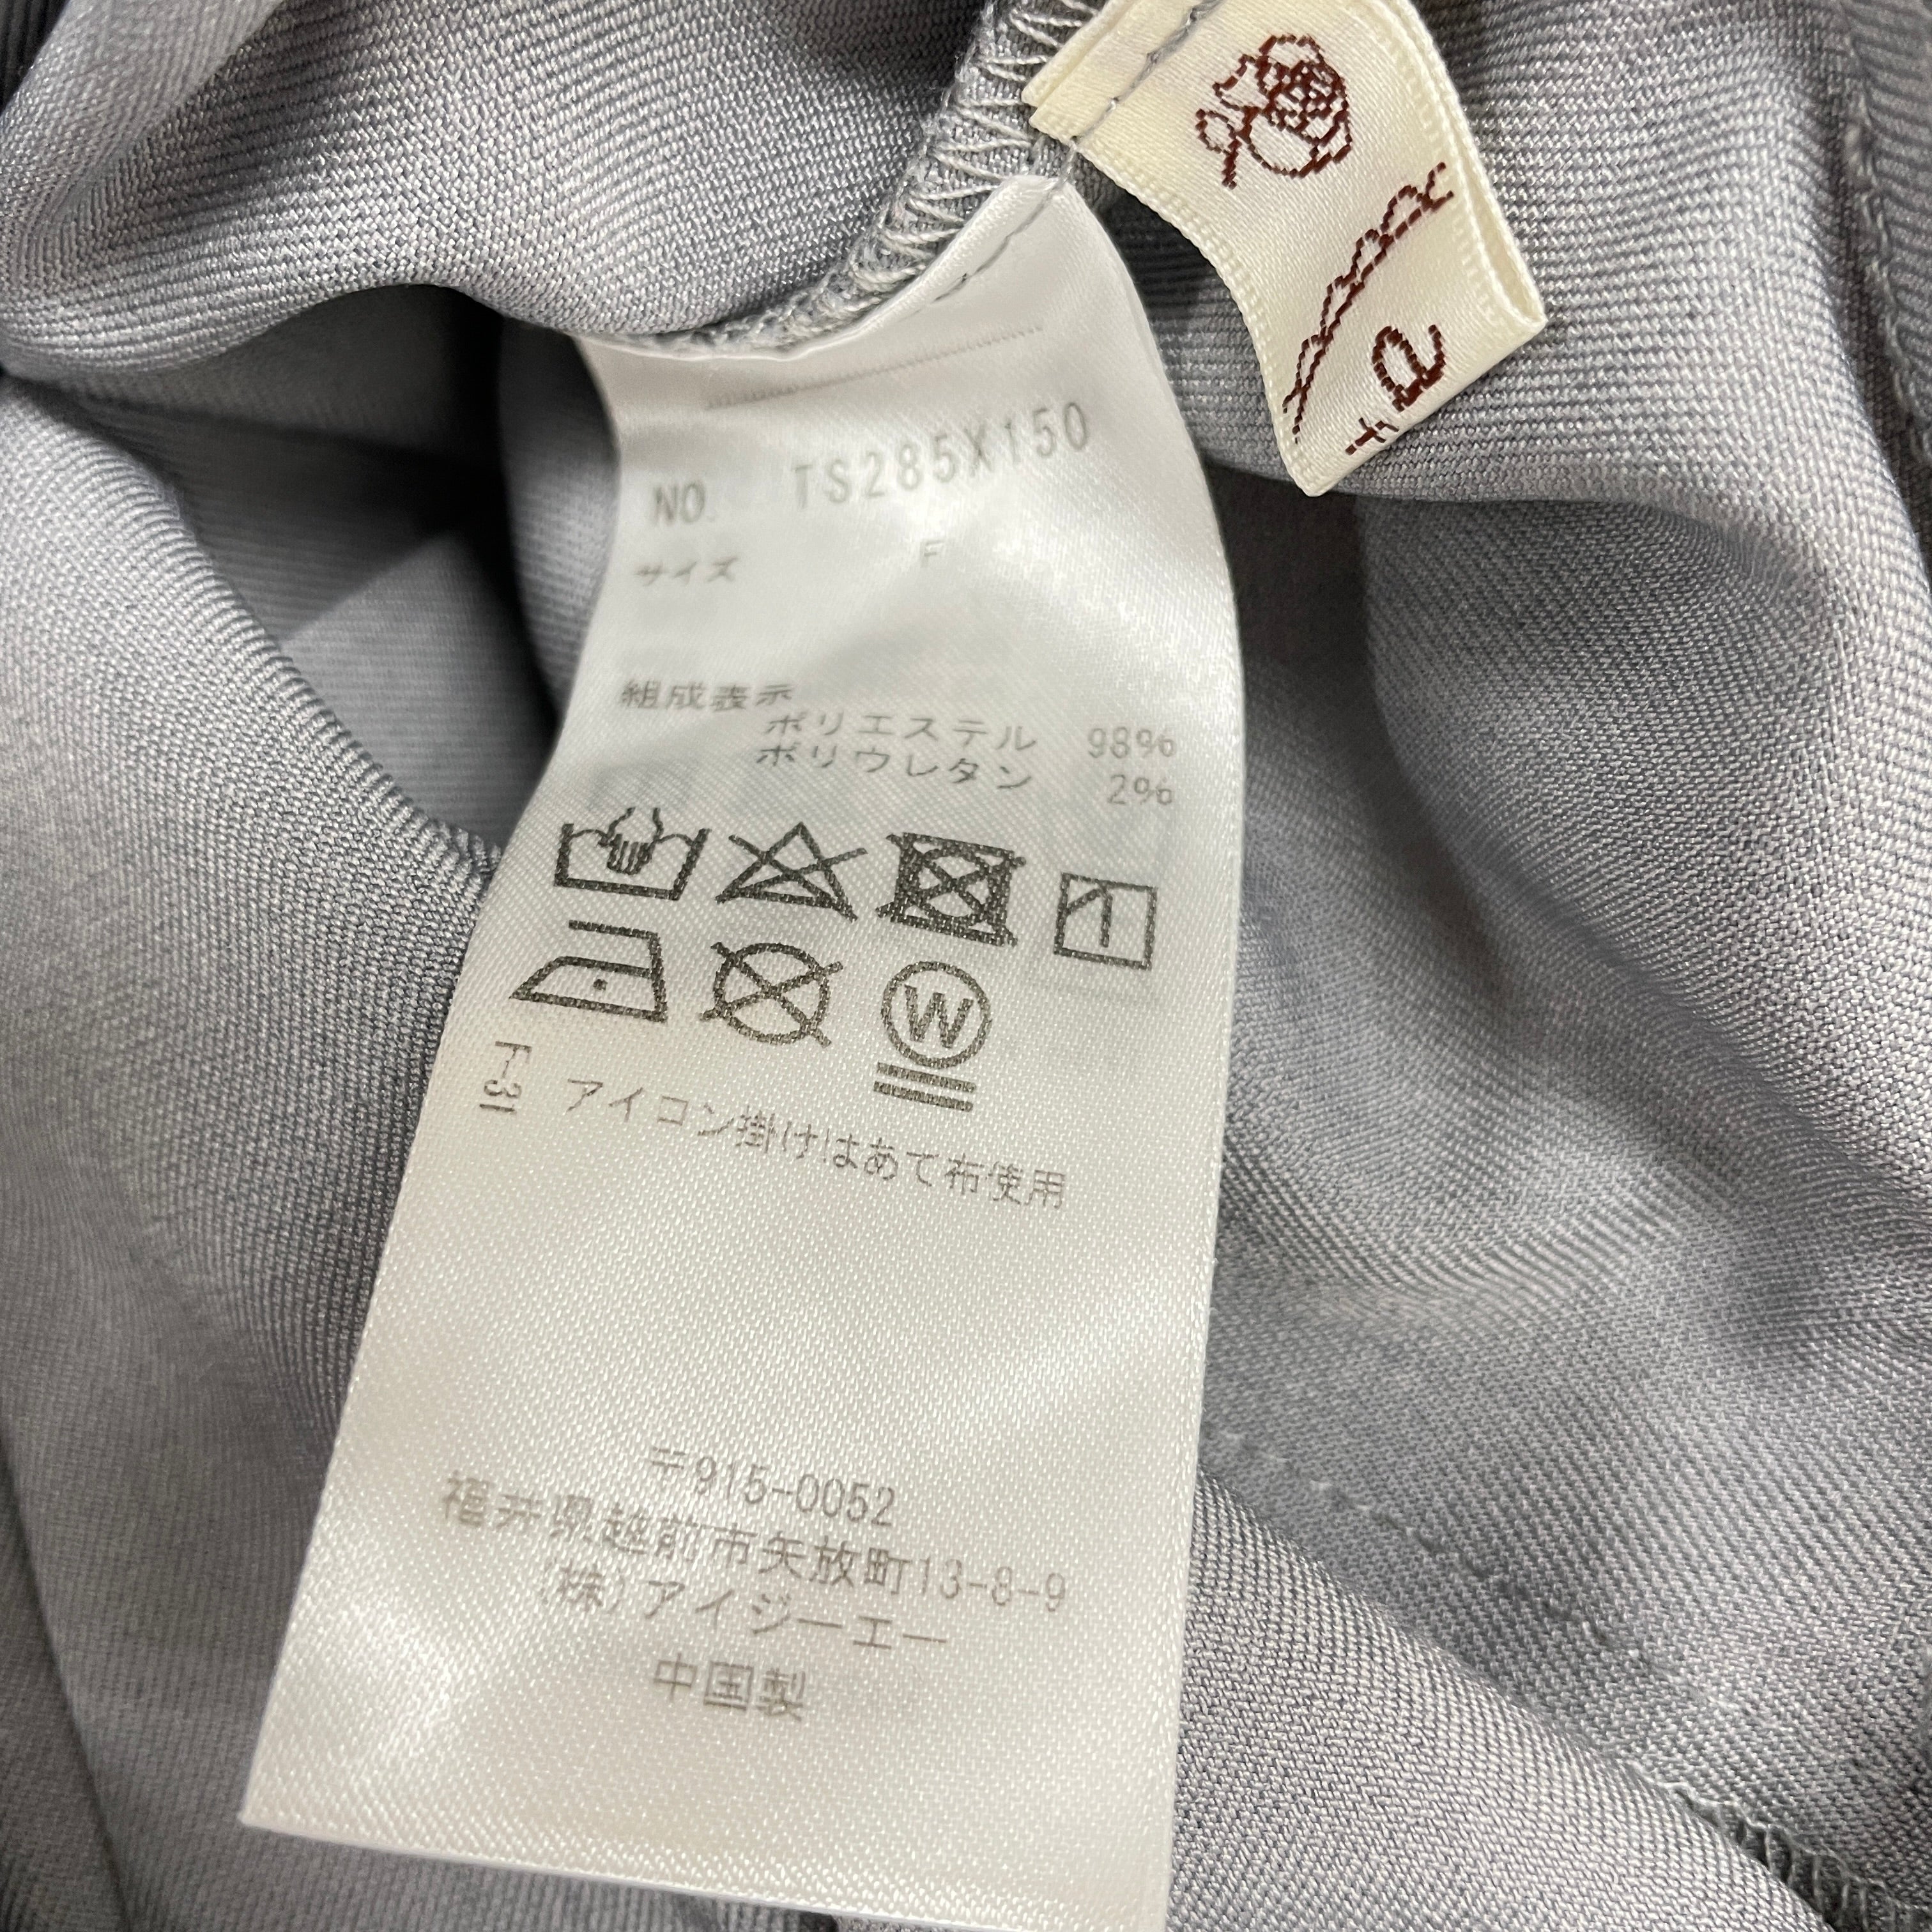 NO. TS285X150
サイズ F
組成表示
ポリエステル 98%
ポリウレタン 2%
W
F-31
アイコン掛けはあて布使用
〒915-0052
福井県越前市矢放町13-8-9
(株)アイジーエー
中国製